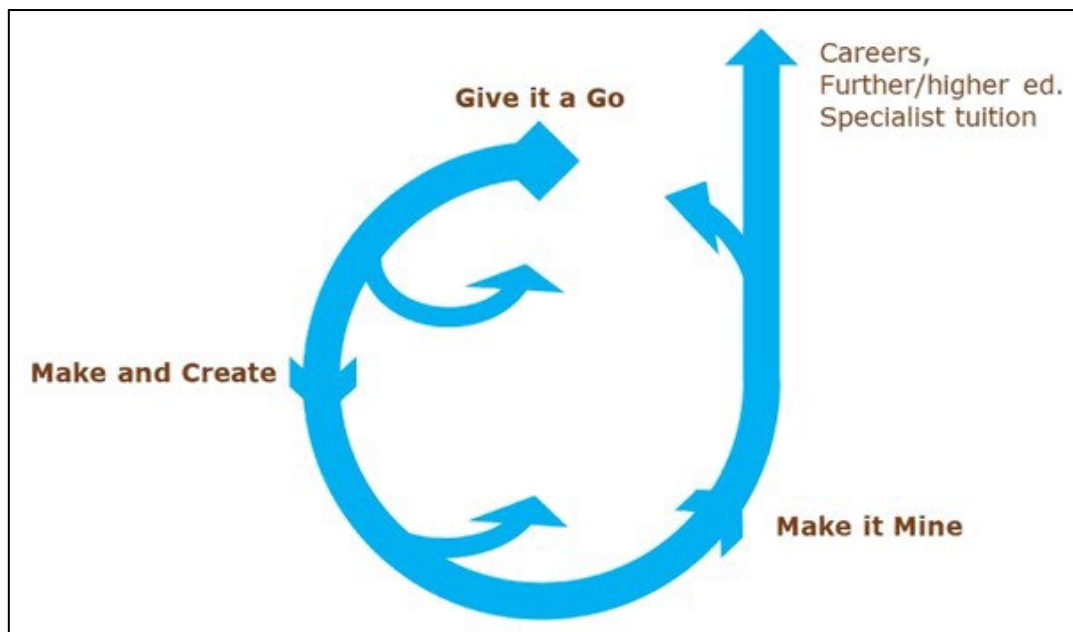 Careers,
Further/higher ed.
Specialist tuition
Give it a Go
Make and Create
Make it Mine